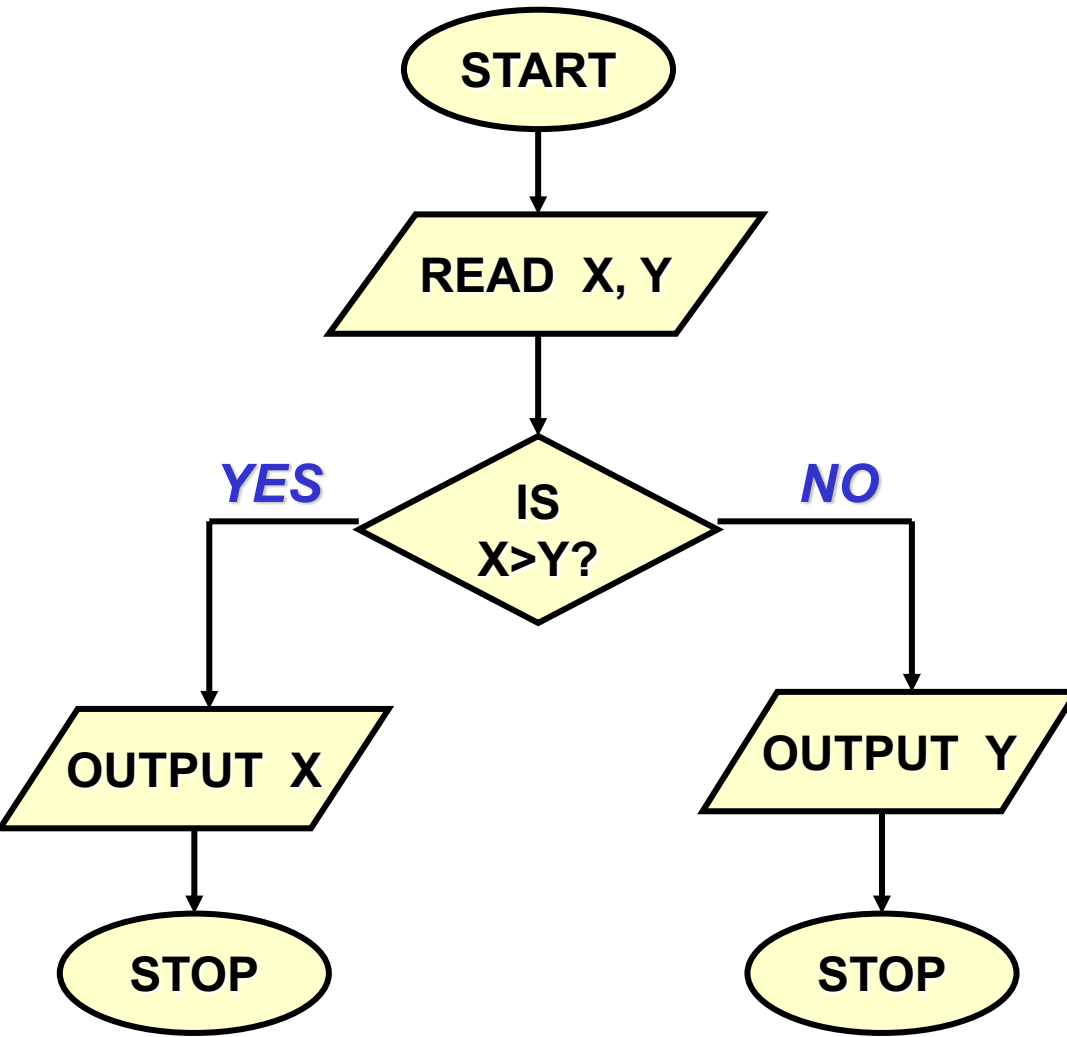 START
READ X, Y
YES
NO
IS
X>Y?
OUTPUT X
OUTPUT Y
STOP
STOP